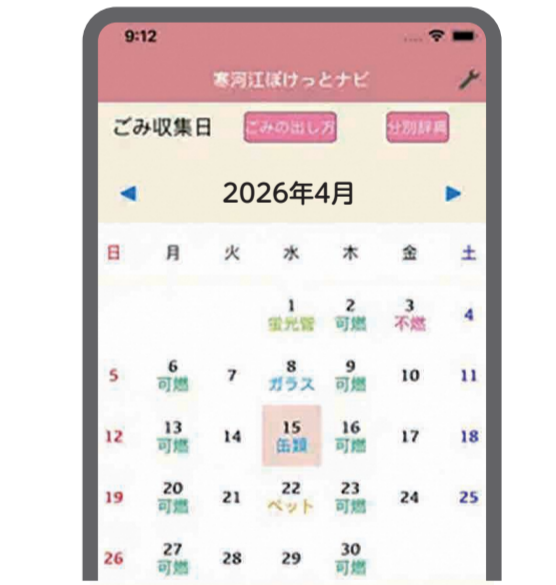 9:12
寒河江ぽけっとナビ
ごみ収集日 ごみの出し方 分別辞典
◀ 2026年4月 ▶
日 月 火 水 木 金 土
1 2 3 4
蛍光管 可燃 不燃
5 6 7 8 9 10 11
可燃 ガラス 可燃
12 13 14 15 16 17 18
可燃 缶類 可燃
19 20 21 22 23 24 25
可燃 ペット 可燃
26 27 28 29 30
可燃 可燃